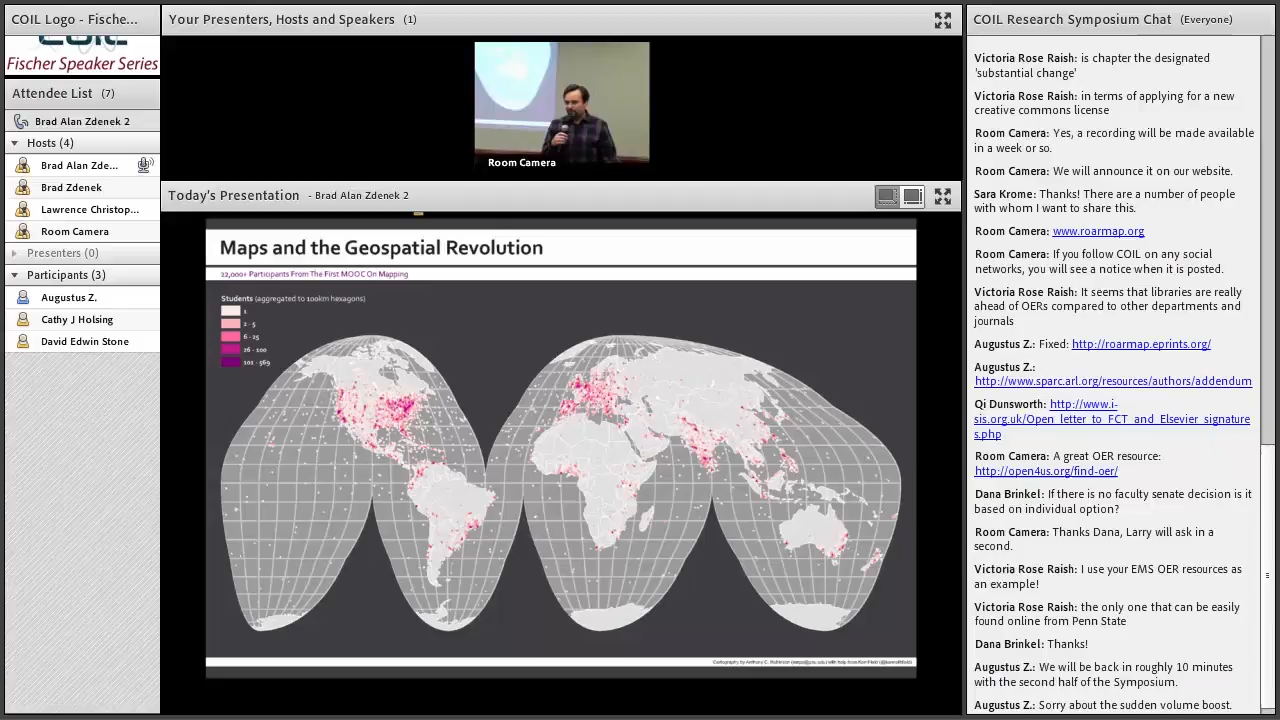 COIL Logo - Fische...
COIL
Fischer Speaker Series
Attendee List (7)
Brad Alan Zdenek 2
Hosts (4)
Brad Alan Zde...
Brad Zdenek
Lawrence Christop...
Room Camera
Presenters (0)
Participants (3)
Augustus Z.
Cathy J Holsing
David Edwin Stone
Your Presenters, Hosts and Speakers (1)
Room Camera
Today's Presentation - Brad Alan Zdenek 2
Maps and the Geospatial Revolution
22,000+ Participants From The First MOOC On Mapping
Students (aggregated to 100km hexagons)
1
2 - 5
6 - 25
26 - 100
101 - 569
COIL Research Symposium Chat (Everyone)
Victoria Rose Raish: is chapter the designated
'substantial change'
Victoria Rose Raish: in terms of applying for a new
creative commons license
Room Camera: Yes, a recording will be made available
in a week or so.
Room Camera: We will announce it on our website.
Sara Krome: Thanks! There are a number of people
with whom I want to share this.
Room Camera: www.roarmap.org
Room Camera: If you follow COIL on any social
networks, you will see a notice when it is posted.
Victoria Rose Raish: It seems that libraries are really
ahead of OERs compared to other departments and
journals
Augustus Z.: Fixed: http://roarmap.eprints.org/
Augustus Z.:
http://www.sparc.arl.org/resources/authors/addendum
Qi Dunsworth: http://www.i-
sis.org.uk/Open_letter_to_FCT_and_Elsevier_signature
s.php
Room Camera: A great OER resource:
http://open4us.org/find-oer/
Dana Brinkel: If there is no faculty senate decision is it
based on individual option?
Room Camera: Thanks Dana, Larry will ask in a
second.
Victoria Rose Raish: I use your EMS OER resources as
an example!
Victoria Rose Raish: the only one that can be easily
found online from Penn State
Dana Brinkel: Thanks!
Augustus Z.: We will be back in roughly 10 minutes
with the second half of the Symposium.
Augustus Z.: Sorry about the sudden volume boost.